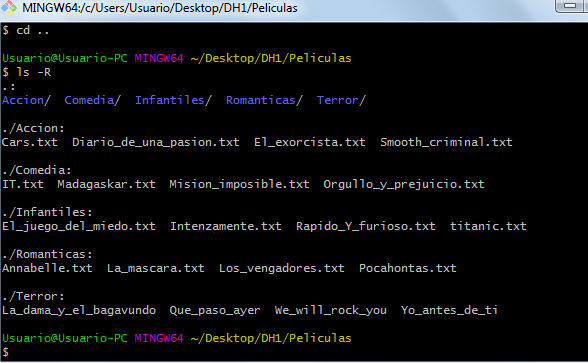 MINGW64:/c/Users/Usuario/Desktop/DH1/Peliculas
$ cd ..
Usuario@Usuario-PC MINGW64 ~/Desktop/DH1/Peliculas
$ ls -R
.:
Accion/  Comedia/  Infantiles/  Romanticas/  Terror/
./Accion:
Cars.txt  Diario_de_una_pasion.txt  El_exorcista.txt  Smooth_criminal.txt
./Comedia:
IT.txt  Madagaskar.txt  Mision_imposible.txt  Orgullo_y_prejuicio.txt
./Infantiles:
El_juego_del_miedo.txt  Intenzamente.txt  Rapido_Y_furioso.txt  titanic.txt
./Romanticas:
Annabelle.txt  La_mascara.txt  Los_vengadores.txt  Pocahontas.txt
./Terror:
La_dama_y_el_bagavundo  Que_paso_ayer  We_will_rock_you  Yo_antes_de_ti
Usuario@Usuario-PC MINGW64 ~/Desktop/DH1/Peliculas
$